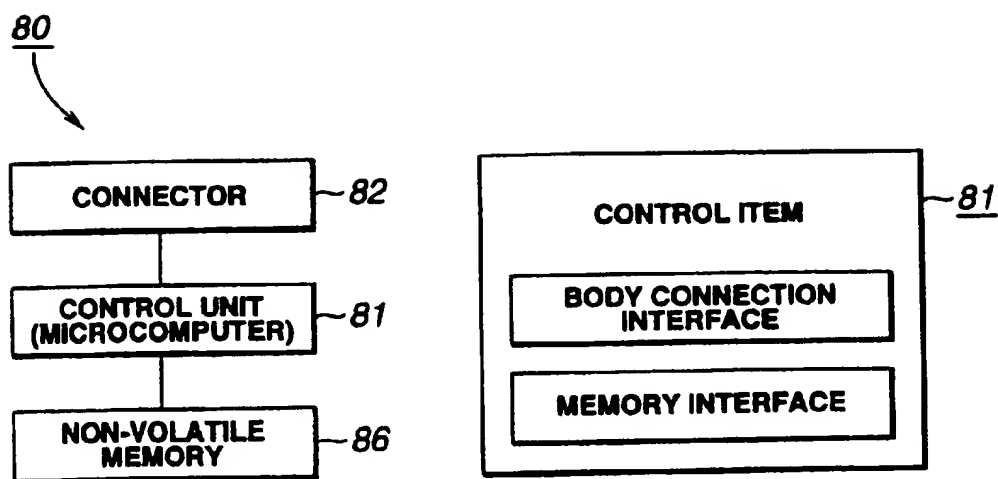 80
CONNECTOR
82
CONTROL UNIT
(MICROCOMPUTER)
81
NON-VOLATILE
MEMORY
86
CONTROL ITEM
81
BODY CONNECTION
INTERFACE
MEMORY INTERFACE